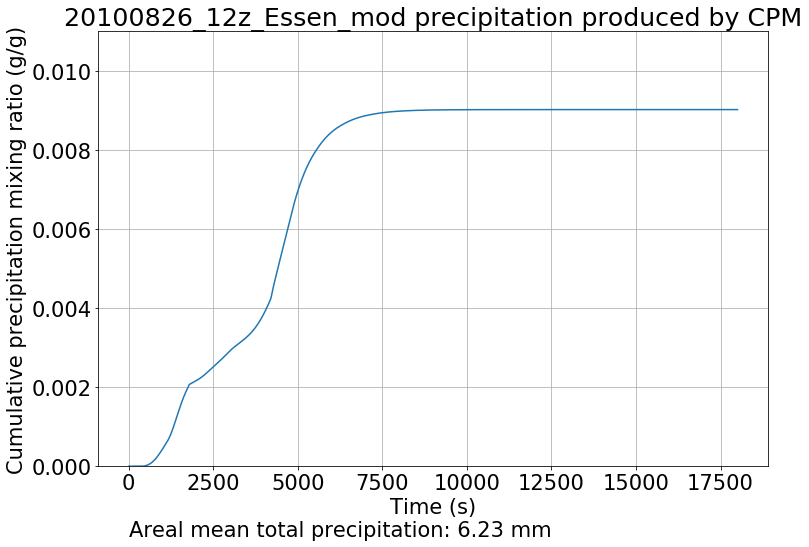 20100826_12z_Essen_mod precipitation produced by CPM
Cumulative precipitation mixing ratio (g/g)
0.010
0.008
0.006
0.004
0.002
0.000
0 2500 5000 7500 10000 12500 15000 17500
Time (s)
Areal mean total precipitation: 6.23 mm